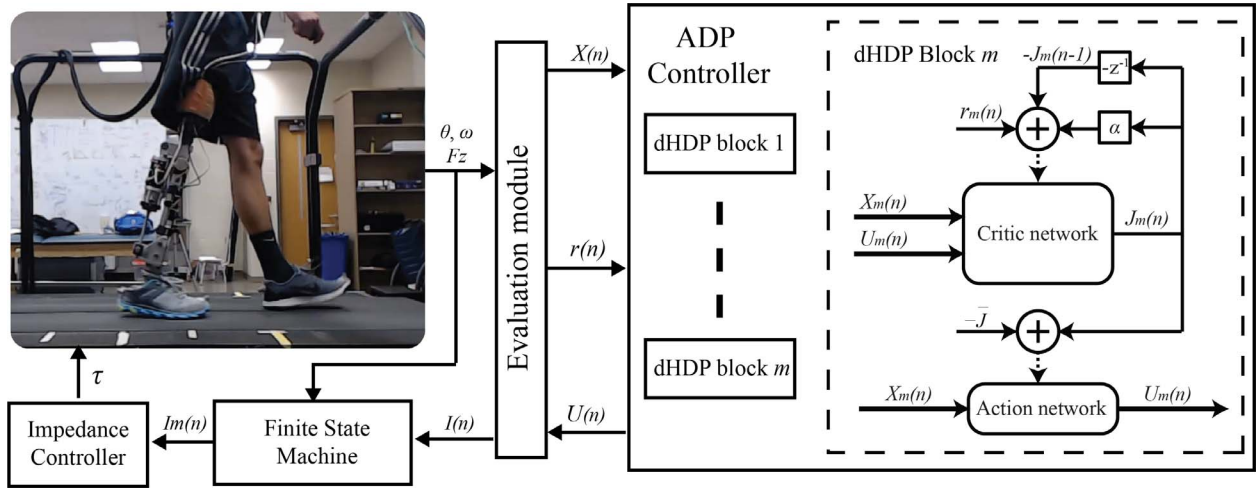 θ, ω
Fz
τ
Impedance
Controller
Im(n)
Finite State
Machine
I(n)
Evaluation module
X(n)
r(n)
U(n)
ADP
Controller
dHDP block 1
dHDP block m
dHDP Block m
-Jm(n-1)
-z⁻¹
rm(n)
+
α
Xm(n)
Um(n)
Critic network
Jm(n)
−J̄
+
Xm(n)
Action network
Um(n)